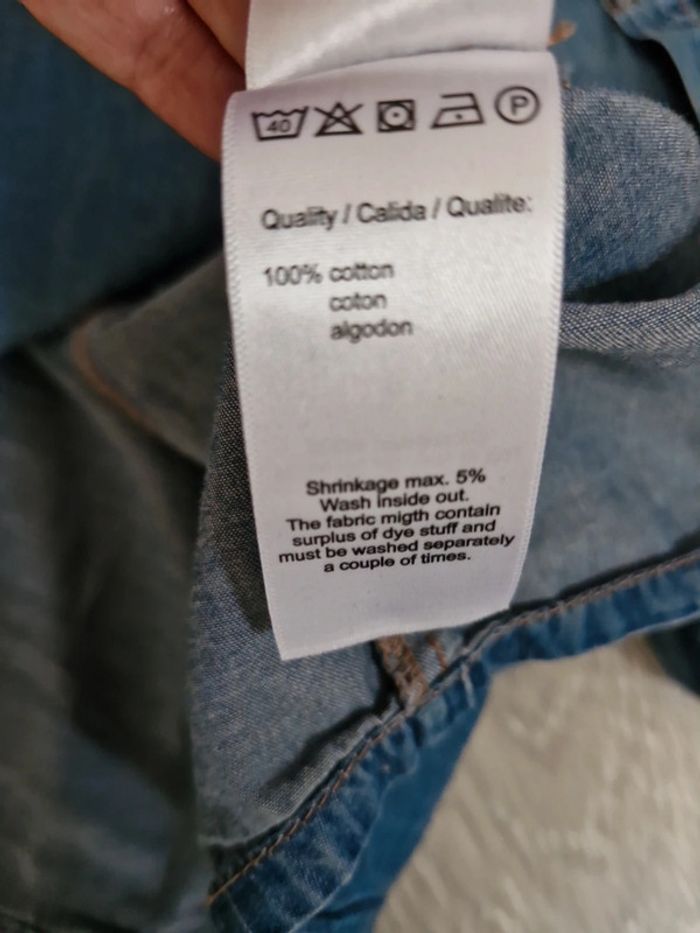 40 P
Quality / Calida / Qualite:
100% cotton
coton
algodon
Shrinkage max. 5%
Wash inside out.
The fabric migth contain
surplus of dye stuff and
must be washed separately
a couple of times.